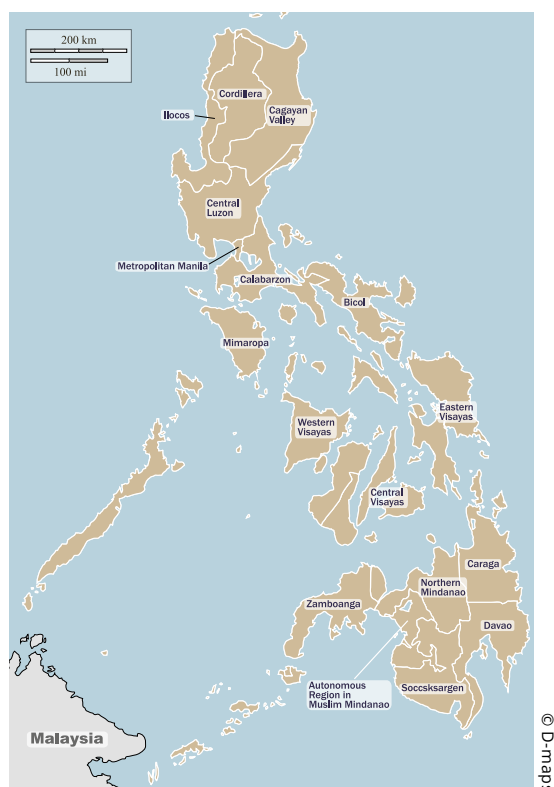 200 km
100 mi
Cordillera
Ilocos
Cagayan
Valley
Central
Luzon
Metropolitan Manila
Calabarzon
Bicol
Mimaropa
Eastern
Visayas
Western
Visayas
Central
Visayas
Caraga
Northern
Mindanao
Zamboanga
Davao
Autonomous
Region in
Muslim Mindanao
Soccsksargen
Malaysia
© D-maps